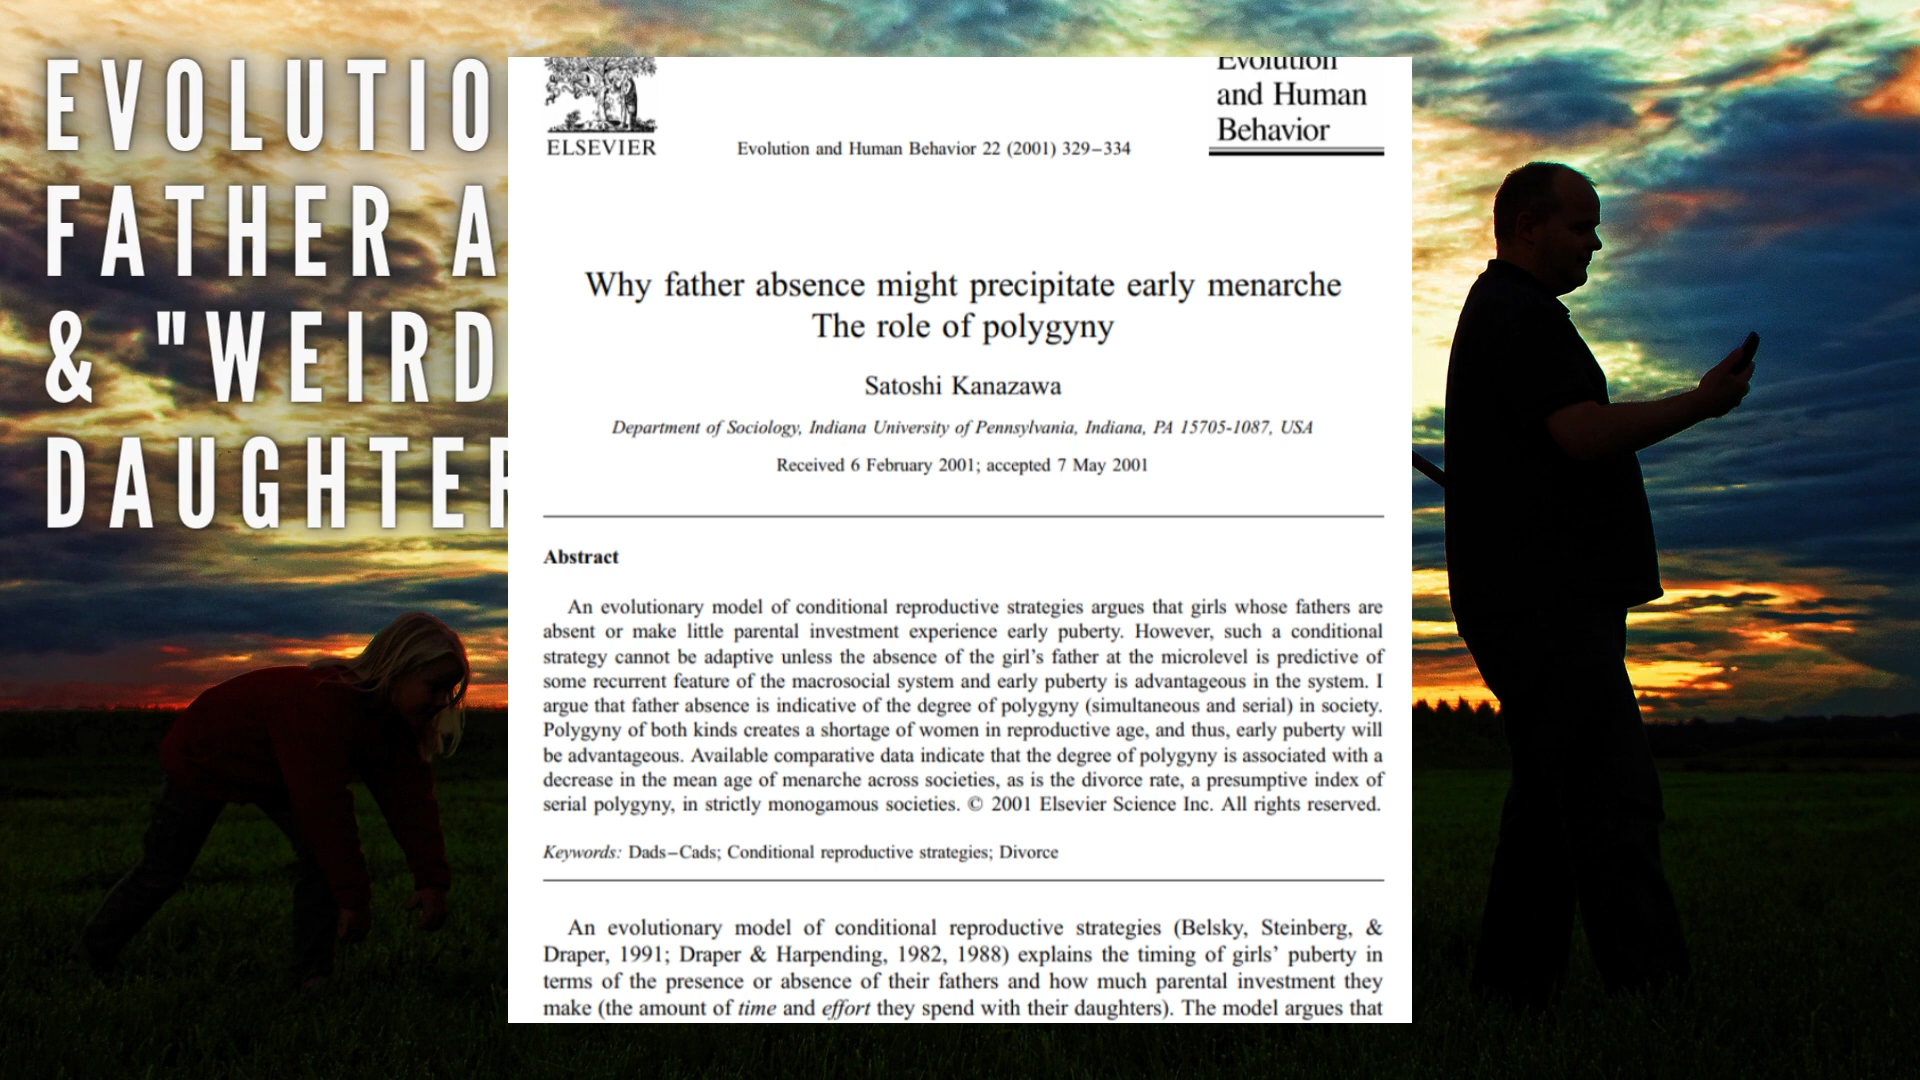 EVOLUTIO
FATHER A
& "WEIRD
DAUGHTER
ELSEVIER
Evolution and Human Behavior 22 (2001) 329–334
Evolution
and Human
Behavior
Why father absence might precipitate early menarche
The role of polygyny
Satoshi Kanazawa
Department of Sociology, Indiana University of Pennsylvania, Indiana, PA 15705-1087, USA
Received 6 February 2001; accepted 7 May 2001
Abstract
An evolutionary model of conditional reproductive strategies argues that girls whose fathers are
absent or make little parental investment experience early puberty. However, such a conditional
strategy cannot be adaptive unless the absence of the girl's father at the microlevel is predictive of
some recurrent feature of the macrosocial system and early puberty is advantageous in the system. I
argue that father absence is indicative of the degree of polygyny (simultaneous and serial) in society.
Polygyny of both kinds creates a shortage of women in reproductive age, and thus, early puberty will
be advantageous. Available comparative data indicate that the degree of polygyny is associated with a
decrease in the mean age of menarche across societies, as is the divorce rate, a presumptive index of
serial polygyny, in strictly monogamous societies. © 2001 Elsevier Science Inc. All rights reserved.
Keywords: Dads–Cads; Conditional reproductive strategies; Divorce
An evolutionary model of conditional reproductive strategies (Belsky, Steinberg, &
Draper, 1991; Draper & Harpending, 1982, 1988) explains the timing of girls' puberty in
terms of the presence or absence of their fathers and how much parental investment they
make (the amount of time and effort they spend with their daughters). The model argues that